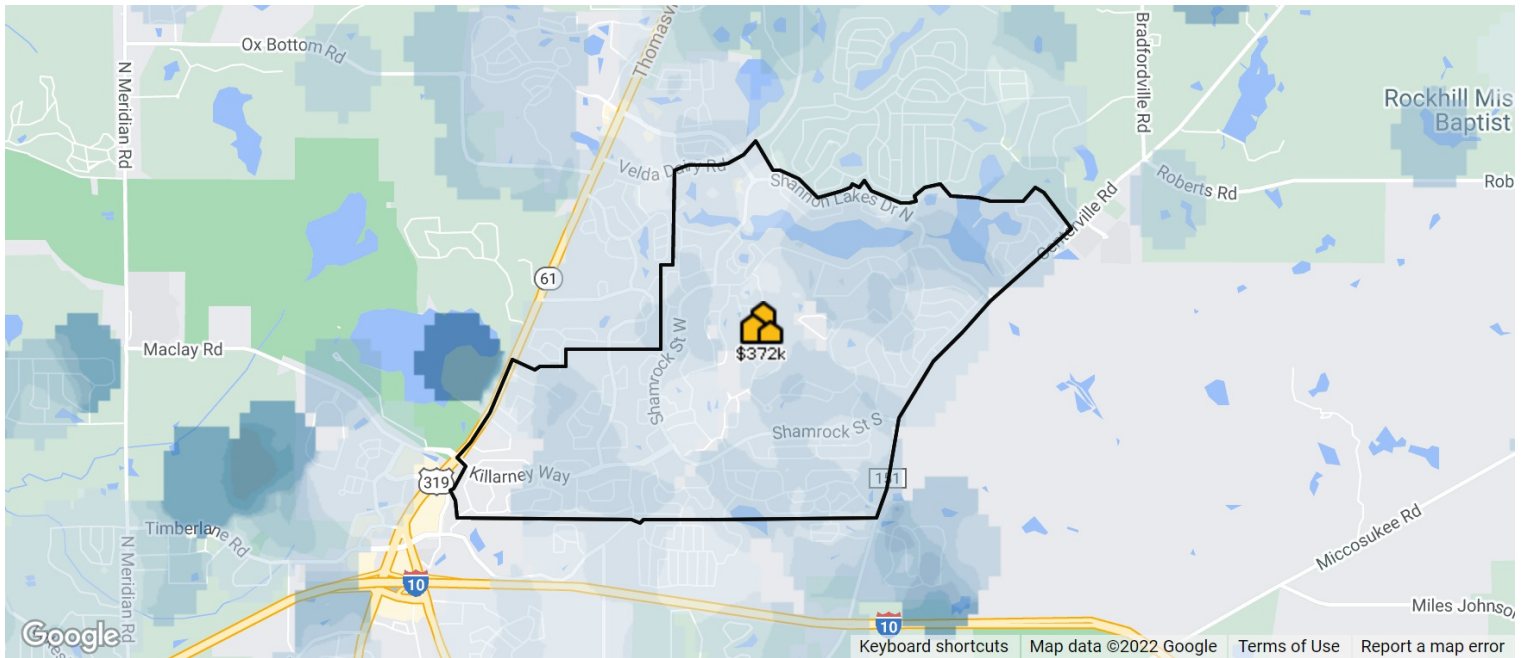 Ox Bottom Rd
N Meridian Rd
Thomasv
Bradfordville Rd
Rockhill Mis
Baptist
Velda Dairy Rd
Roberts Rd
Rob
Shannon Lakes Dr N
Centerville Rd
61
$372k
Maclay Rd
Shamrock St W
Shamrock St S
Killarney Way
319
151
Timberlane Rd
N Meridian Rd
Miccosukee Rd
10
10
Miles Johnso
Google
Keyboard shortcuts
Map data ©2022 Google
Terms of Use
Report a map error